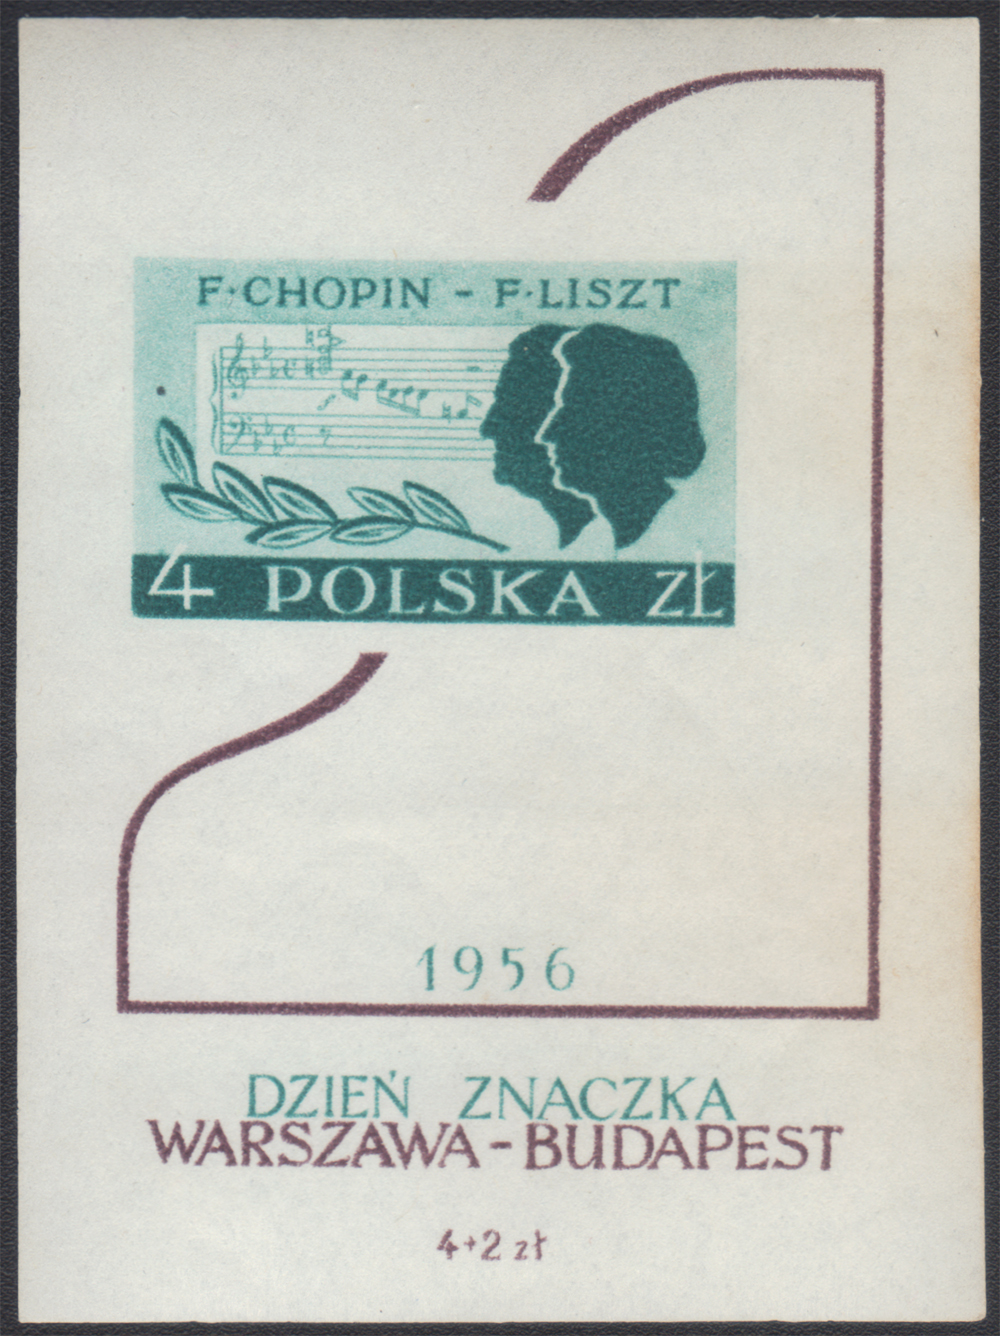 F·CHOPIN - F·LISZT
4 POLSKA ZŁ
1956
DZIEŃ ZNACZKA
WARSZAWA-BUDAPEST
4+2 zł